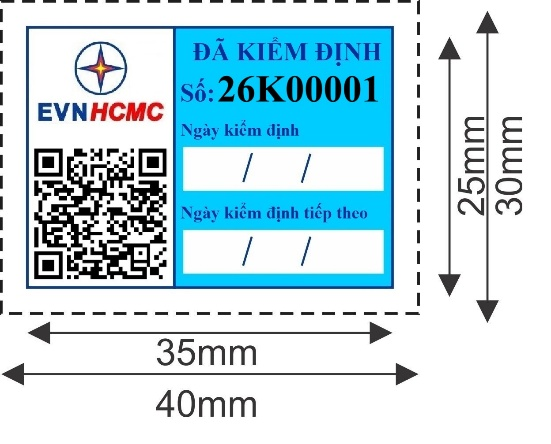 EVNHCMC
ĐÃ KIỂM ĐỊNH
Số: 26K00001
Ngày kiểm định
/ /
Ngày kiểm định tiếp theo
/ /
25mm
30mm
35mm
40mm